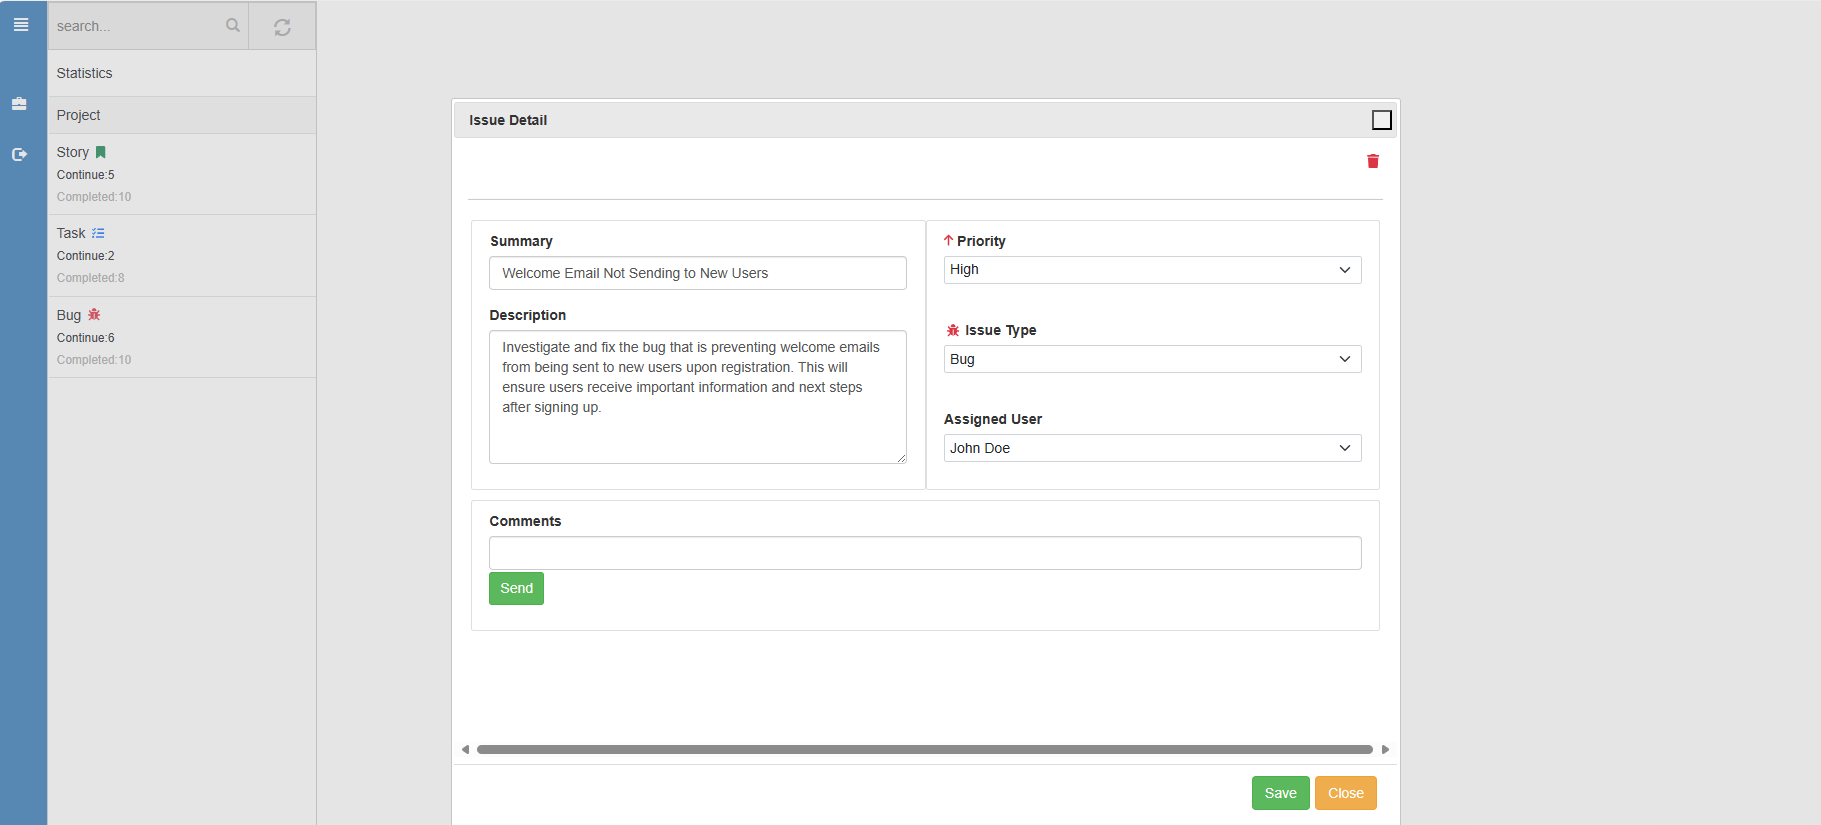 search...
Statistics
Project
Story
Continue:5
Completed:10
Task
Continue:2
Completed:8
Bug
Continue:6
Completed:10
Issue Detail
Summary
Welcome Email Not Sending to New Users
Description
Investigate and fix the bug that is preventing welcome emails
from being sent to new users upon registration. This will
ensure users receive important information and next steps
after signing up.
Priority
High
Issue Type
Bug
Assigned User
John Doe
Comments
Send
Save
Close